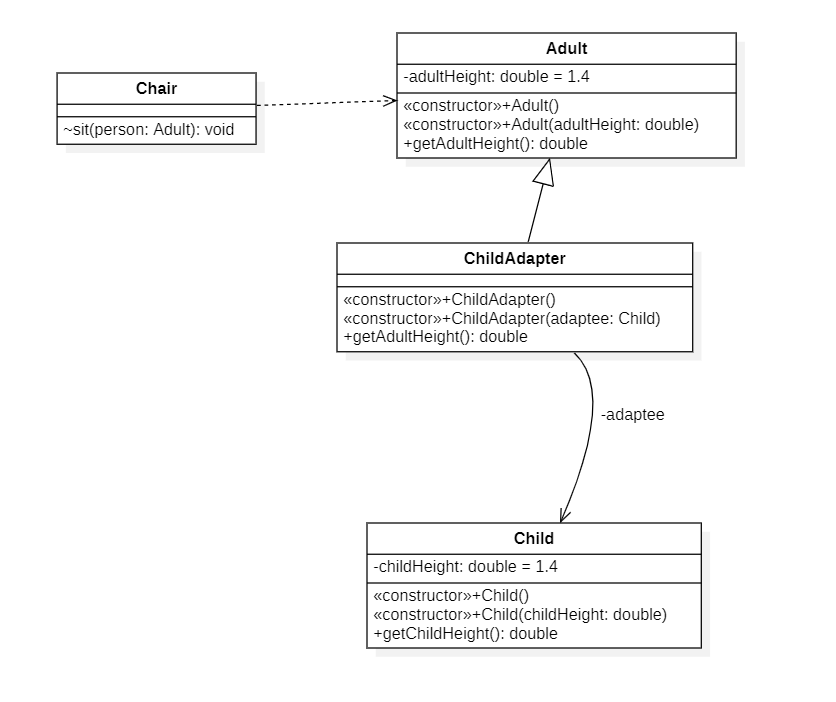 Chair
~sit(person: Adult): void
Adult
-adultHeight: double = 1.4
«constructor»+Adult()
«constructor»+Adult(adultHeight: double)
+getAdultHeight(): double
ChildAdapter
«constructor»+ChildAdapter()
«constructor»+ChildAdapter(adaptee: Child)
+getAdultHeight(): double
-adaptee
Child
-childHeight: double = 1.4
«constructor»+Child()
«constructor»+Child(childHeight: double)
+getChildHeight(): double